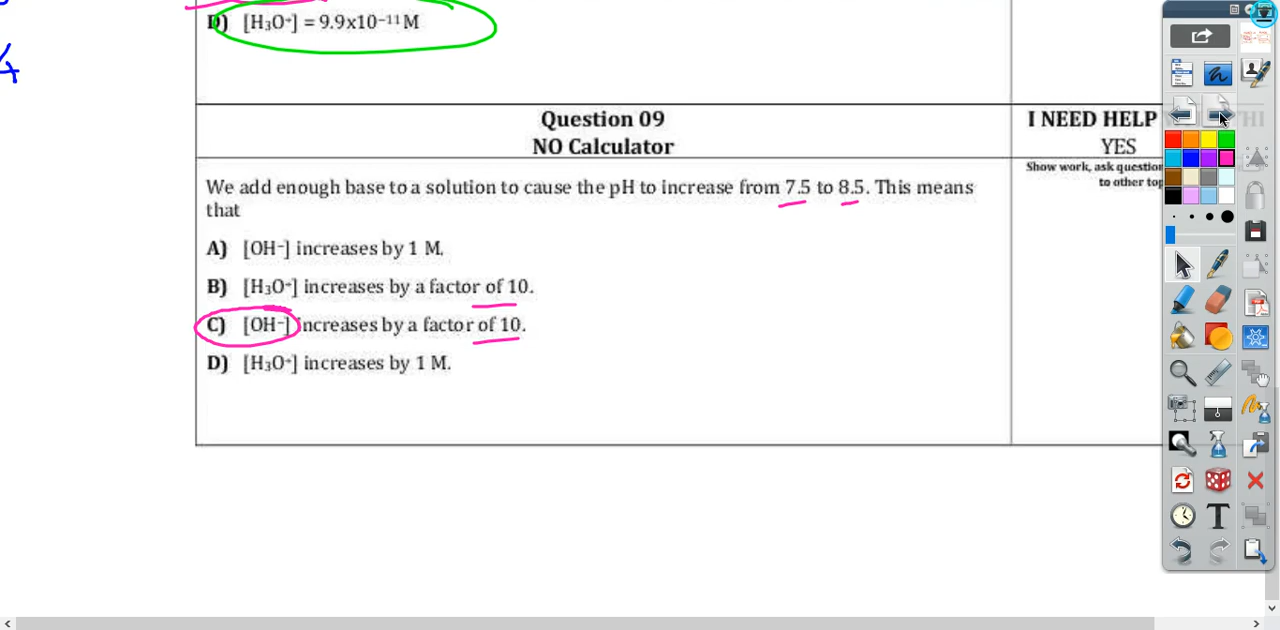 D) [H₃O⁺] = 9.9x10⁻¹¹ M
4
Question 09
NO Calculator
I NEED HELP
HI
YES
Show work, ask question
to other top
We add enough base to a solution to cause the pH to increase from 7.5 to 8.5. This means
that
A) [OH⁻] increases by 1 M.
B) [H₃O⁺] increases by a factor of 10.
C) [OH⁻] increases by a factor of 10.
D) [H₃O⁺] increases by 1 M.
T